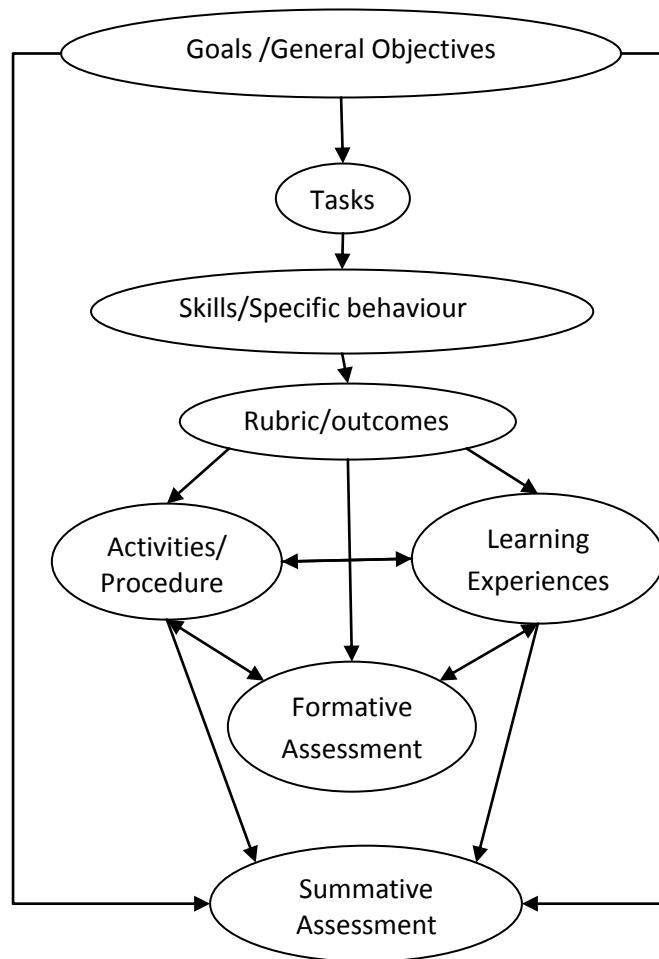 Goals /General Objectives
Tasks
Skills/Specific behaviour
Rubric/outcomes
Activities/
Procedure
Learning
Experiences
Formative
Assessment
Summative
Assessment